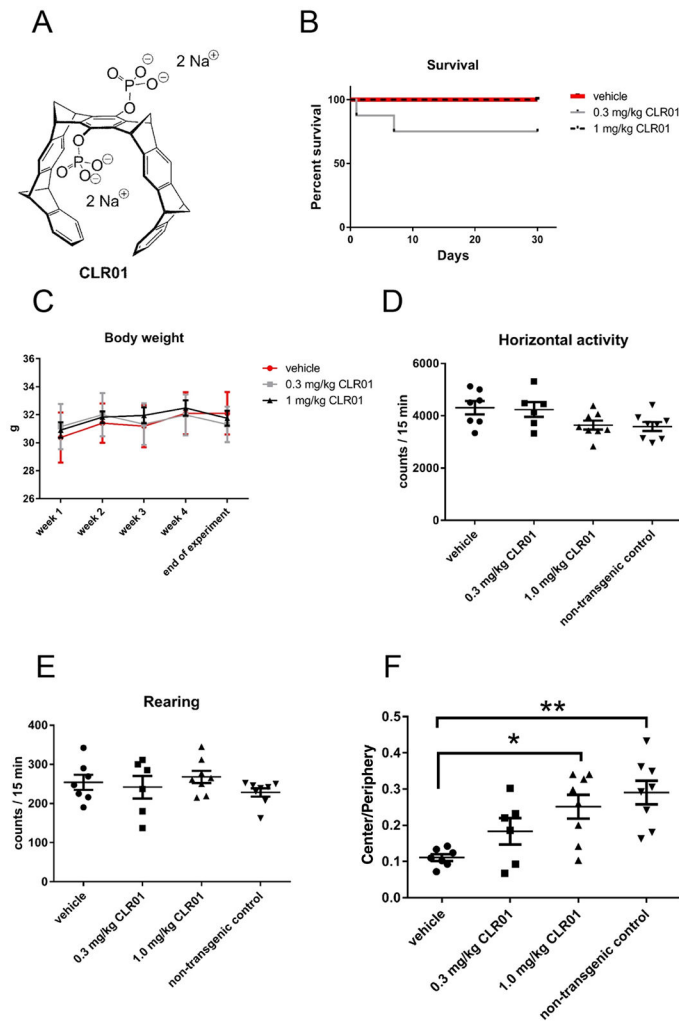 A
2 Na⊕
O O⊖
P
O O⊖
O
O
O P O⊖
O⊖
2 Na⊕
CLR01
B
Survival
Percent survival
100
50
0
0 10 20 30
Days
vehicle
0.3 mg/kg CLR01
1 mg/kg CLR01
C
Body weight
g
36
34
32
30
28
26
week 1
week 2
week 3
week 4
end of experiment
vehicle
0.3 mg/kg CLR01
1 mg/kg CLR01
D
Horizontal activity
counts / 15 min
6000
4000
2000
0
vehicle
0.3 mg/kg CLR01
1.0 mg/kg CLR01
non-transgenic control
E
Rearing
counts / 15 min
400
300
200
100
0
vehicle
0.3 mg/kg CLR01
1.0 mg/kg CLR01
non-transgenic control
F
Center/Periphery
0.5
0.4
0.3
0.2
0.1
0.0
**
*
vehicle
0.3 mg/kg CLR01
1.0 mg/kg CLR01
non-transgenic control